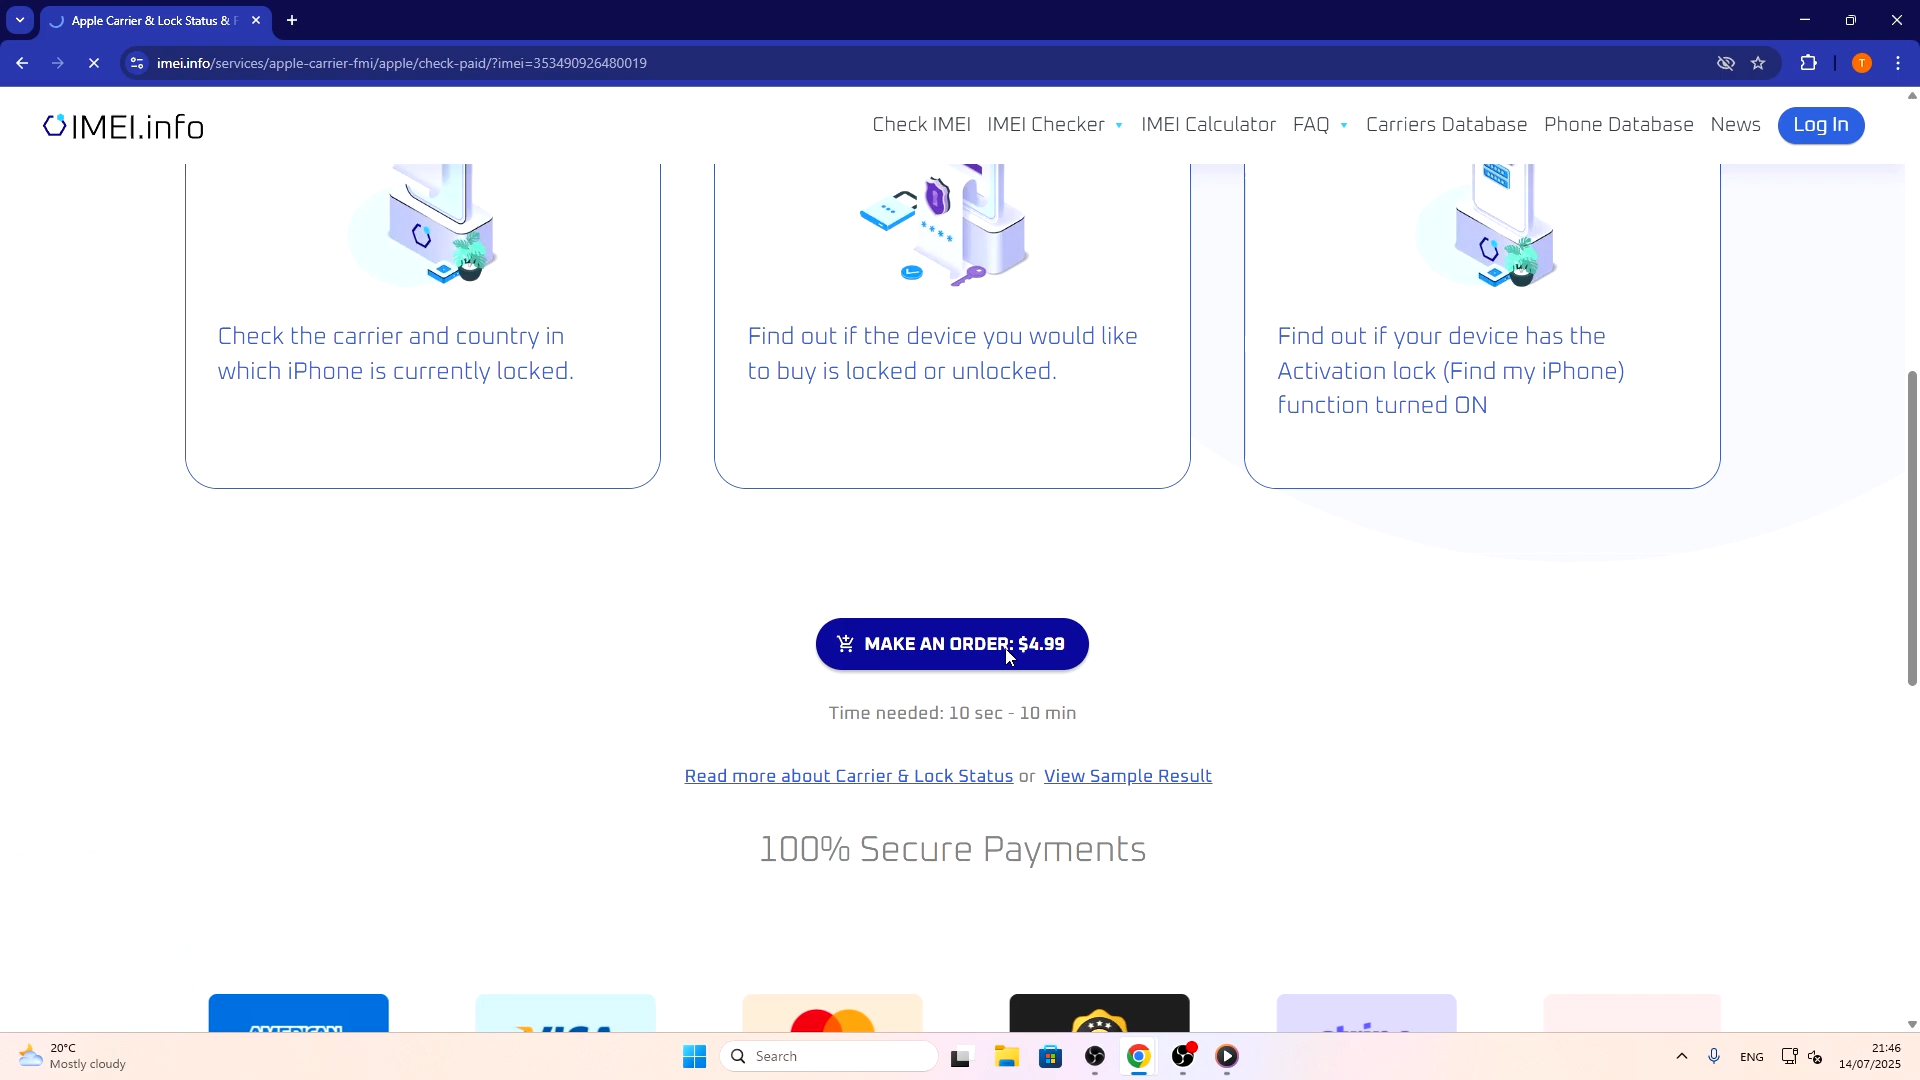 Apple Carrier & Lock Status & F
imei.info/services/apple-carrier-fmi/apple/check-paid/?imei=353490926480019
T
IMEI.info
Check IMEI
IMEI Checker
IMEI Calculator
FAQ
Carriers Database
Phone Database
News
Log In
Check the carrier and country in
which iPhone is currently locked.
Find out if the device you would like
to buy is locked or unlocked.
Find out if your device has the
Activation lock (Find my iPhone)
function turned ON
MAKE AN ORDER: $4.99
Time needed: 10 sec - 10 min
Read more about Carrier & Lock Status or View Sample Result
100% Secure Payments
AMERICAN
VISA
stripe
20°C
Mostly cloudy
Search
ENG
21:46
14/07/2025